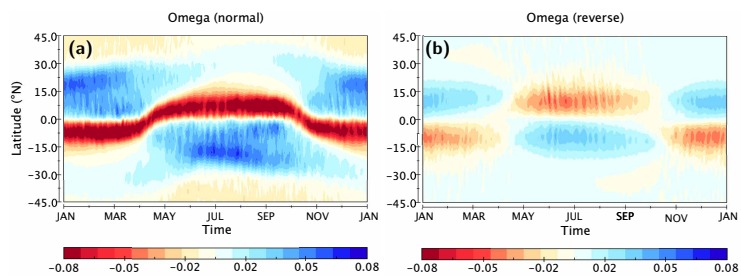 Omega (normal)
(a)
Latitude (°N)
45.0
30.0
15.0
0.0
−15.0
−30.0
−45.0
JAN MAR MAY JUL SEP NOV JAN
Time
−0.08 −0.05 −0.02 0.02 0.05 0.08
Omega (reverse)
(b)
45.0
30.0
15.0
0.0
−15.0
−30.0
−45.0
JAN MAR MAY JUL SEP NOV JAN
Time
−0.08 −0.05 −0.02 0.02 0.05 0.08